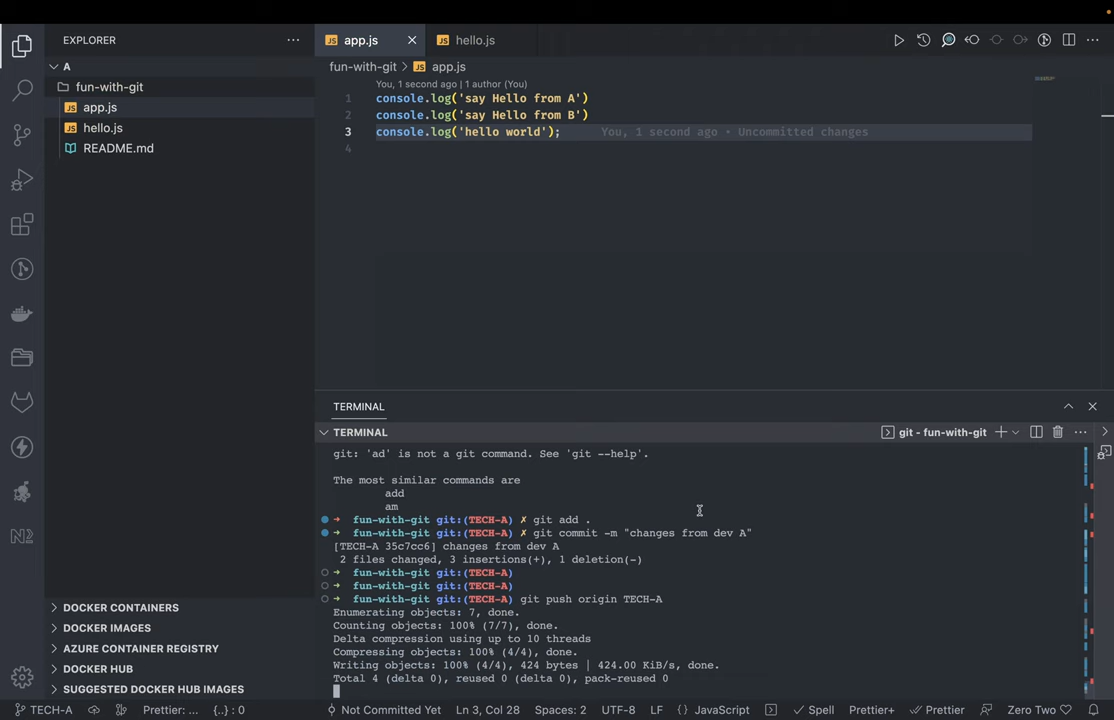 EXPLORER
A
fun-with-git
app.js
hello.js
README.md
DOCKER CONTAINERS
DOCKER IMAGES
AZURE CONTAINER REGISTRY
DOCKER HUB
SUGGESTED DOCKER HUB IMAGES
app.js
hello.js
fun-with-git > app.js
You, 1 second ago | 1 author (You)
1 console.log('say Hello from A')
2 console.log('say Hello from B')
3 console.log('hello world'); You, 1 second ago • Uncommitted changes
4
TERMINAL
TERMINAL
git - fun-with-git
git: 'ad' is not a git command. See 'git --help'.
The most similar commands are
add
am
➜ fun-with-git git:(TECH-A) ✗ git add .
➜ fun-with-git git:(TECH-A) ✗ git commit -m "changes from dev A"
[TECH-A 35c7cc6] changes from dev A
2 files changed, 3 insertions(+), 1 deletion(-)
➜ fun-with-git git:(TECH-A)
➜ fun-with-git git:(TECH-A)
➜ fun-with-git git:(TECH-A) git push origin TECH-A
Enumerating objects: 7, done.
Counting objects: 100% (7/7), done.
Delta compression using up to 10 threads
Compressing objects: 100% (4/4), done.
Writing objects: 100% (4/4), 424 bytes | 424.00 KiB/s, done.
Total 4 (delta 0), reused 0 (delta 0), pack-reused 0
TECH-A Prettier: ... {..} : 0 Not Committed Yet Ln 3, Col 28 Spaces: 2 UTF-8 LF {} JavaScript Spell Prettier+ Prettier Zero Two